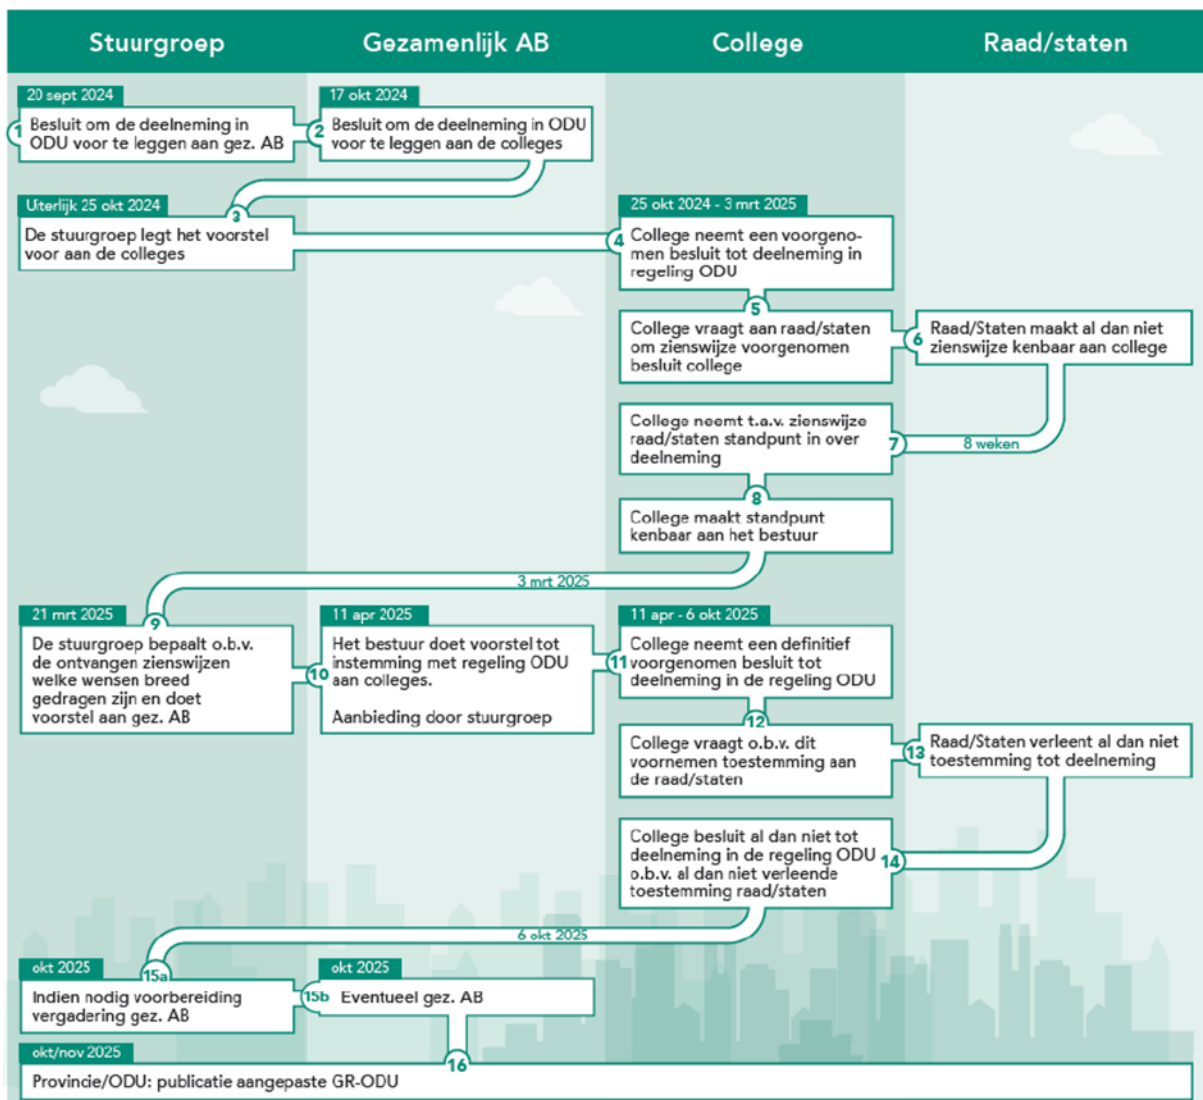 Stuurgroep
Gezamenlijk AB
College
Raad/staten
20 sept 2024
1
Besluit om de deelneming in
ODU voor te leggen aan gez. AB
17 okt 2024
2
Besluit om de deelneming in ODU
voor te leggen aan de colleges
Uiterlijk 25 okt 2024
3
De stuurgroep legt het voorstel
voor aan de colleges
25 okt 2024 - 3 mrt 2025
4
College neemt een voorgeno-
men besluit tot deelneming in
regeling ODU
5
College vraagt aan raad/staten
om zienswijze voorgenomen
besluit college
6
Raad/Staten maakt al dan niet
zienswijze kenbaar aan college
8 weken
7
College neemt t.a.v. zienswijze
raad/staten standpunt in over
deelneming
8
College maakt standpunt
kenbaar aan het bestuur
3 mrt 2025
21 mrt 2025
9
De stuurgroep bepaalt o.b.v.
de ontvangen zienswijzen
welke wensen breed
gedragen zijn en doet
voorstel aan gez. AB
11 apr 2025
10
Het bestuur doet voorstel tot
instemming met regeling ODU
aan colleges.
Aanbieding door stuurgroep
11 apr - 6 okt 2025
11
College neemt een definitief
voorgenomen besluit tot
deelneming in de regeling ODU
12
College vraagt o.b.v. dit
voornemen toestemming aan
de raad/staten
13
Raad/Staten verleent al dan niet
toestemming tot deelneming
14
College besluit al dan niet tot
deelneming in de regeling ODU
o.b.v. al dan niet verleende
toestemming raad/staten
6 okt 2025
okt 2025
15a
Indien nodig voorbereiding
vergadering gez. AB
okt 2025
15b
Eventueel gez. AB
okt/nov 2025
16
Provincie/ODU: publicatie aangepaste GR-ODU